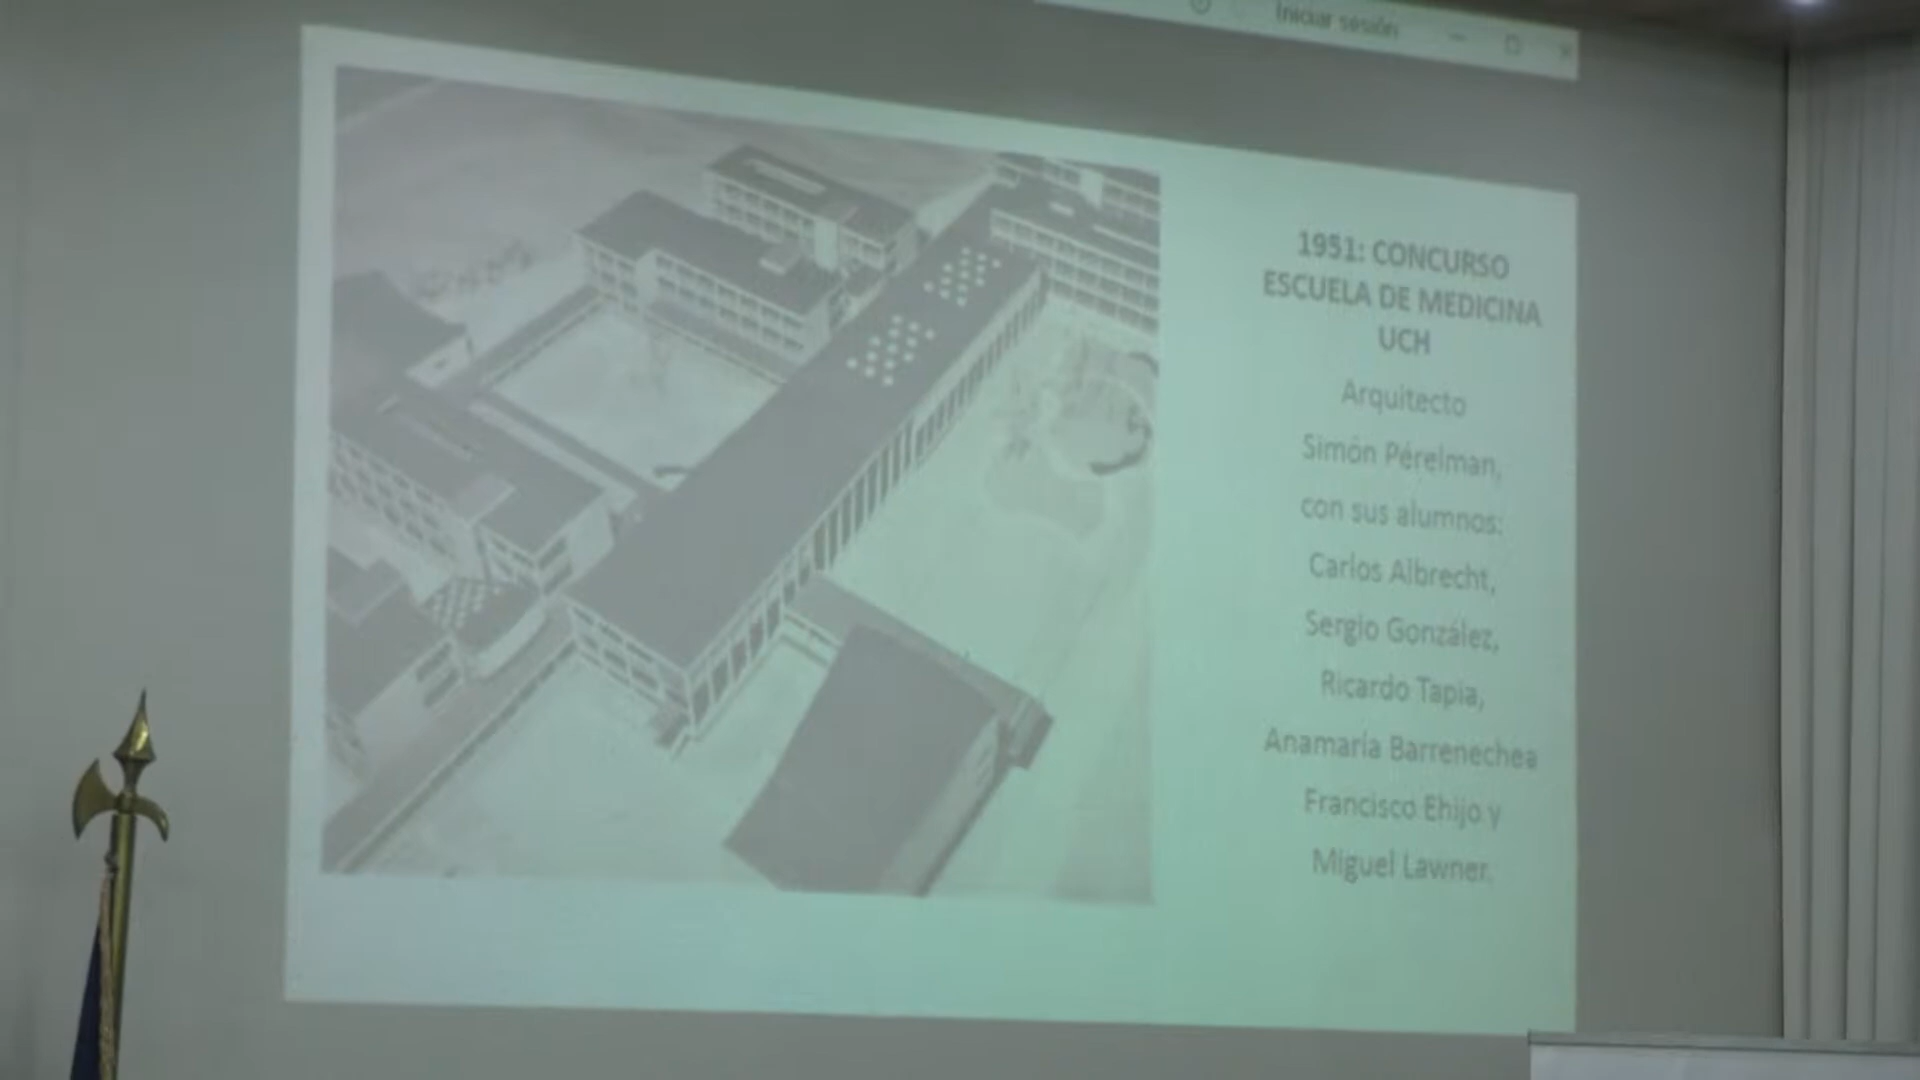 Iniciar sesión
1951: CONCURSO
ESCUELA DE MEDICINA
UCH
Arquitecto
Simón Pérelman,
con sus alumnos:
Carlos Albrecht,
Sergio González,
Ricardo Tapia,
Anamaría Barrenechea
Francisco Ehijo y
Miguel Lawner.